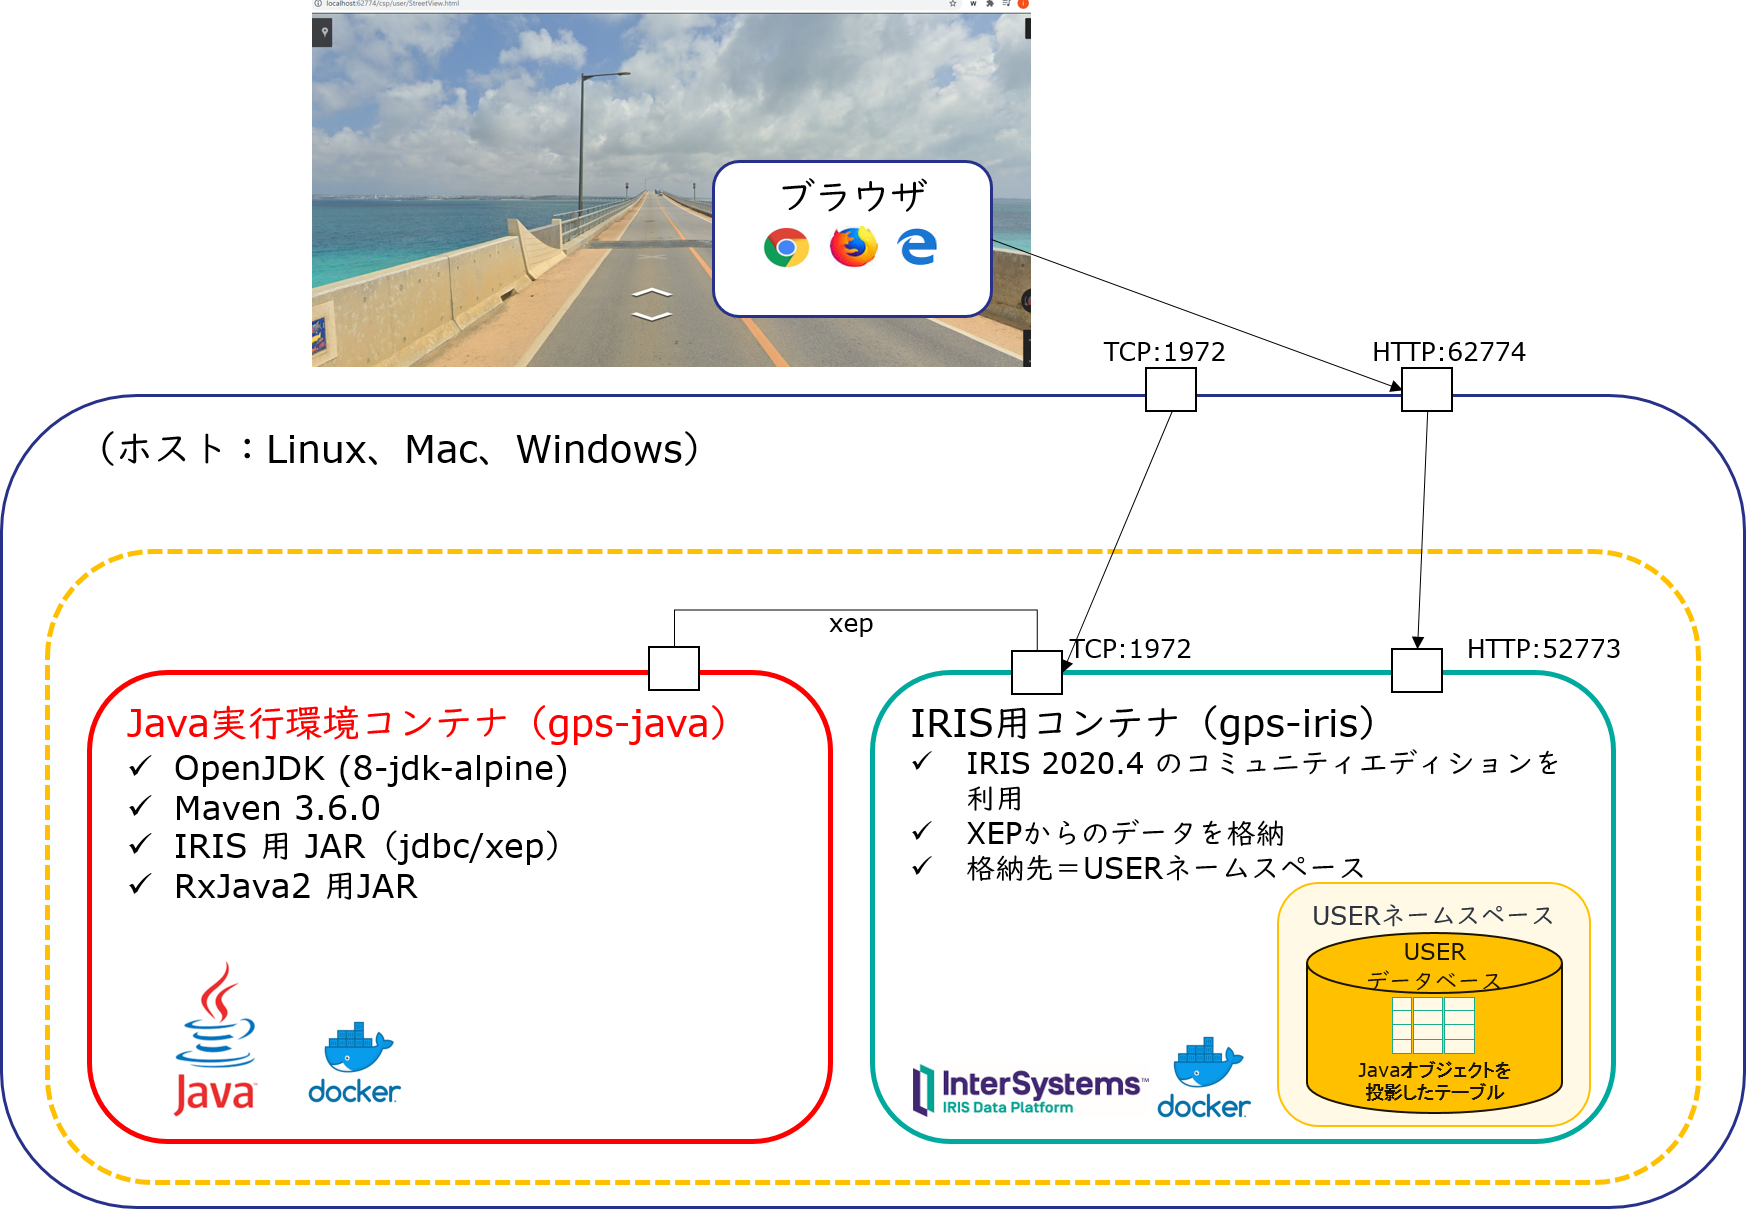 localhost:62774/csp/user/StreetView.html
ブラウザ
TCP:1972
HTTP:62774
（ホスト：Linux、Mac、Windows）
xep
TCP:1972
HTTP:52773
Java実行環境コンテナ（gps-java）
✓ OpenJDK (8-jdk-alpine)
✓ Maven 3.6.0
✓ IRIS 用 JAR（jdbc/xep）
✓ RxJava2 用JAR
Java™
docker
IRIS用コンテナ（gps-iris）
✓ IRIS 2020.4 のコミュニティエディションを
利用
✓ XEPからのデータを格納
✓ 格納先＝USERネームスペース
USERネームスペース
USER
データベース
Javaオブジェクトを
投影したテーブル
InterSystems™
IRIS Data Platform
docker